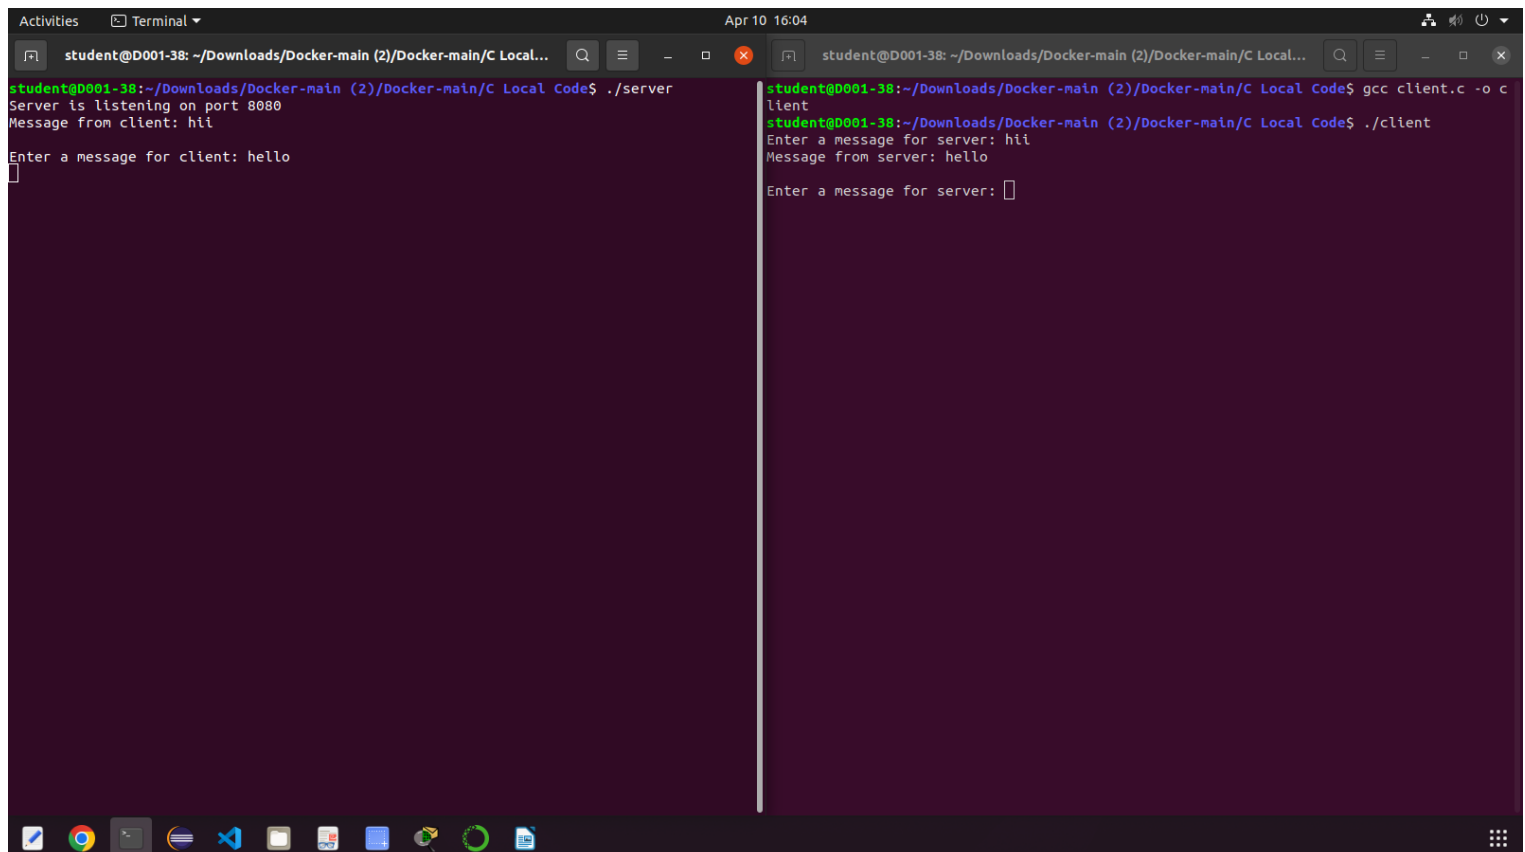 Activities Terminal Apr 10 16:04
student@D001-38: ~/Downloads/Docker-main (2)/Docker-main/C Local...
student@D001-38:~/Downloads/Docker-main (2)/Docker-main/C Local Code$ ./server
Server is listening on port 8080
Message from client: hii
Enter a message for client: hello
student@D001-38: ~/Downloads/Docker-main (2)/Docker-main/C Local...
student@D001-38:~/Downloads/Docker-main (2)/Docker-main/C Local Code$ gcc client.c -o c
lient
student@D001-38:~/Downloads/Docker-main (2)/Docker-main/C Local Code$ ./client
Enter a message for server: hii
Message from server: hello
Enter a message for server: